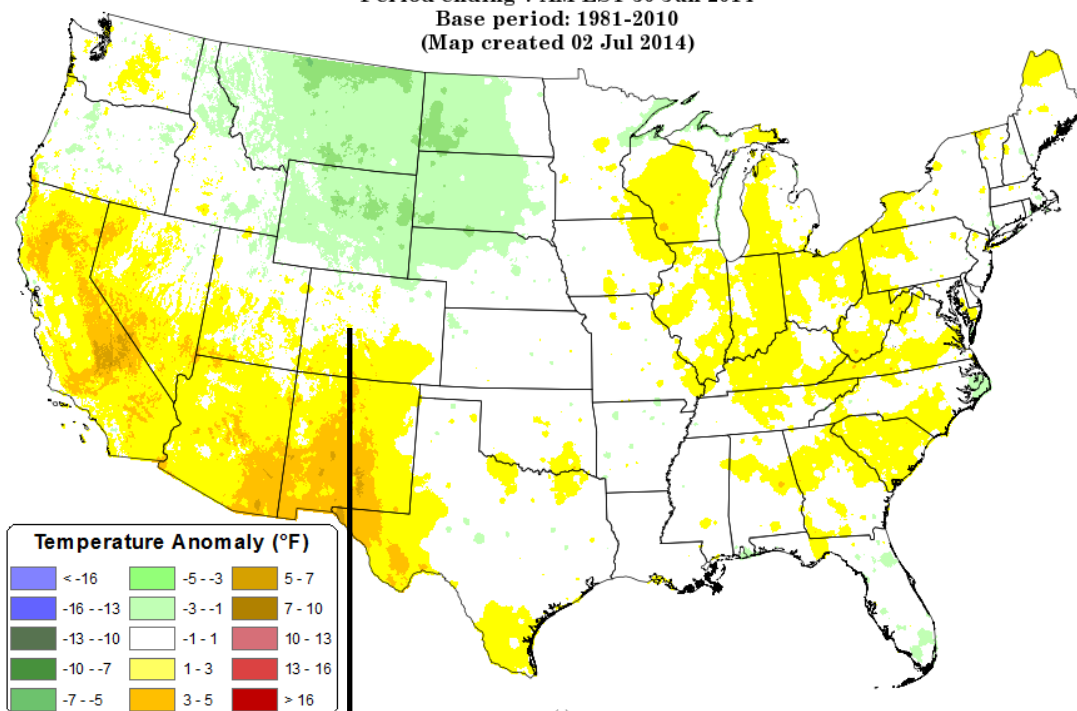 Base period: 1981-2010
(Map created 02 Jul 2014)
Temperature Anomaly (°F)
< -16
-5 - -3
5 - 7
-16 - -13
-3 - -1
7 - 10
-13 - -10
-1 - 1
10 - 13
-10 - -7
1 - 3
13 - 16
-7 - -5
3 - 5
> 16